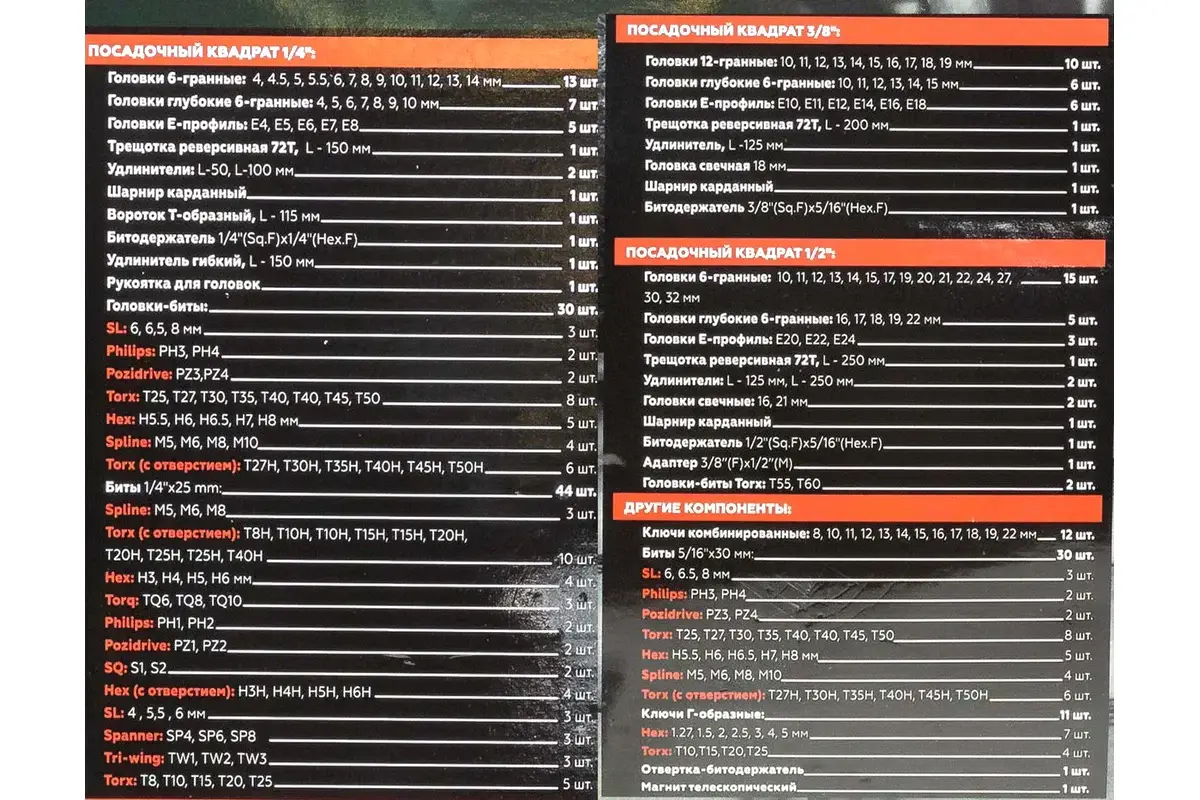 ПОСАДОЧНЫЙ КВАДРАТ 1/4":
Головки 6-гранные: 4, 4.5, 5, 5.5, 6, 7, 8, 9, 10, 11, 12, 13, 14 мм 13 шт.
Головки глубокие 6-гранные: 4, 5, 6, 7, 8, 9, 10 мм 7 шт.
Головки Е-профиль: E4, E5, E6, E7, E8 5 шт.
Трещотка реверсивная 72Т, L - 150 мм 1 шт.
Удлинители: L-50, L-100 мм 2 шт.
Шарнир карданный 1 шт.
Вороток Т-образный, L - 115 мм 1 шт.
Битодержатель 1/4"(Sq.F)x1/4"(Hex.F) 1 шт.
Удлинитель гибкий, L - 150 мм 1 шт.
Рукоятка для головок 1 шт.
Головки-биты: 30 шт.
SL: 6, 6,5, 8 мм 3 шт.
Philips: PH3, PH4 2 шт.
Pozidrive: PZ3,PZ4 2 шт.
Torx: T25, T27, T30, T35, T40, T40, T45, T50 8 шт.
Hex: H5.5, H6, H6.5, H7, H8 мм 5 шт.
Spline: M5, M6, M8, M10 4 шт.
Torx (с отверстием): T27H, T30H, T35H, T40H, T45H, T50H 6 шт.
Биты 1/4"x25 mm: 44 шт.
Spline: M5, M6, M8 3 шт.
Torx (с отверстием): T8H, T10H, T10H, T15H, T15H, T20H,
T20H, T25H, T25H, T40H 10 шт.
Hex: H3, H4, H5, H6 мм 4 шт.
Torq: TQ6, TQ8, TQ10 3 шт.
Philips: PH1, PH2 2 шт.
Pozidrive: PZ1, PZ2 2 шт.
SQ: S1, S2 2 шт.
Hex (с отверстием): H3H, H4H, H5H, H6H 4 шт.
SL: 4 , 5,5 , 6 мм 3 шт.
Spanner: SP4, SP6, SP8 3 шт.
Tri-wing: TW1, TW2, TW3 3 шт.
Torx: T8, T10, T15, T20, T25 5 шт.
ПОСАДОЧНЫЙ КВАДРАТ 3/8":
Головки 12-гранные: 10, 11, 12, 13, 14, 15, 16, 17, 18, 19 мм 10 шт.
Головки глубокие 6-гранные: 10, 11, 12, 13, 14, 15 мм 6 шт.
Головки Е-профиль: E10, E11, E12, E14, E16, E18 6 шт.
Трещотка реверсивная 72Т, L - 200 мм 1 шт.
Удлинитель, L -125 мм 1 шт.
Головка свечная 18 мм 1 шт.
Шарнир карданный 1 шт.
Битодержатель 3/8"(Sq.F)x5/16"(Hex.F) 1 шт.
ПОСАДОЧНЫЙ КВАДРАТ 1/2":
Головки 6-гранные: 10, 11, 12, 13, 14, 15, 17, 19, 20, 21, 22, 24, 27, 15 шт.
30, 32 мм
Головки глубокие 6-гранные: 16, 17, 18, 19, 22 мм 5 шт.
Головки Е-профиль: E20, E22, E24 3 шт.
Трещотка реверсивная 72Т, L - 250 мм 1 шт.
Удлинители: L - 125 мм, L - 250 мм 2 шт.
Головки свечные: 16, 21 мм 2 шт.
Шарнир карданный 1 шт.
Битодержатель 1/2"(Sq.F)x5/16"(Hex.F) 1 шт.
Адаптер 3/8"(F)x1/2"(M) 1 шт.
Головки-биты Torx: T55, T60 2 шт.
ДРУГИЕ КОМПОНЕНТЫ:
Ключи комбинированные: 8, 10, 11, 12, 13, 14, 15, 16, 17, 18, 19, 22 мм 12 шт.
Биты 5/16"x30 мм: 30 шт.
SL: 6, 6.5, 8 мм 3 шт.
Philips: PH3, PH4 2 шт.
Pozidrive: PZ3, PZ4 2 шт.
Torx: T25, T27, T30, T35, T40, T40, T45, T50 8 шт.
Hex: H5.5, H6, H6.5, H7, H8 мм 5 шт.
Spline: M5, M6, M8, M10 4 шт.
Torx (с отверстием): T27H, T30H, T35H, T40H, T45H, T50H 6 шт.
Ключи Г-образные: 11 шт.
Hex: 1.27, 1.5, 2, 2.5, 3, 4, 5 мм 7 шт.
Torx: T10,T15,T20,T25 4 шт.
Отвертка-битодержатель 1 шт.
Магнит телескопический 1 шт.